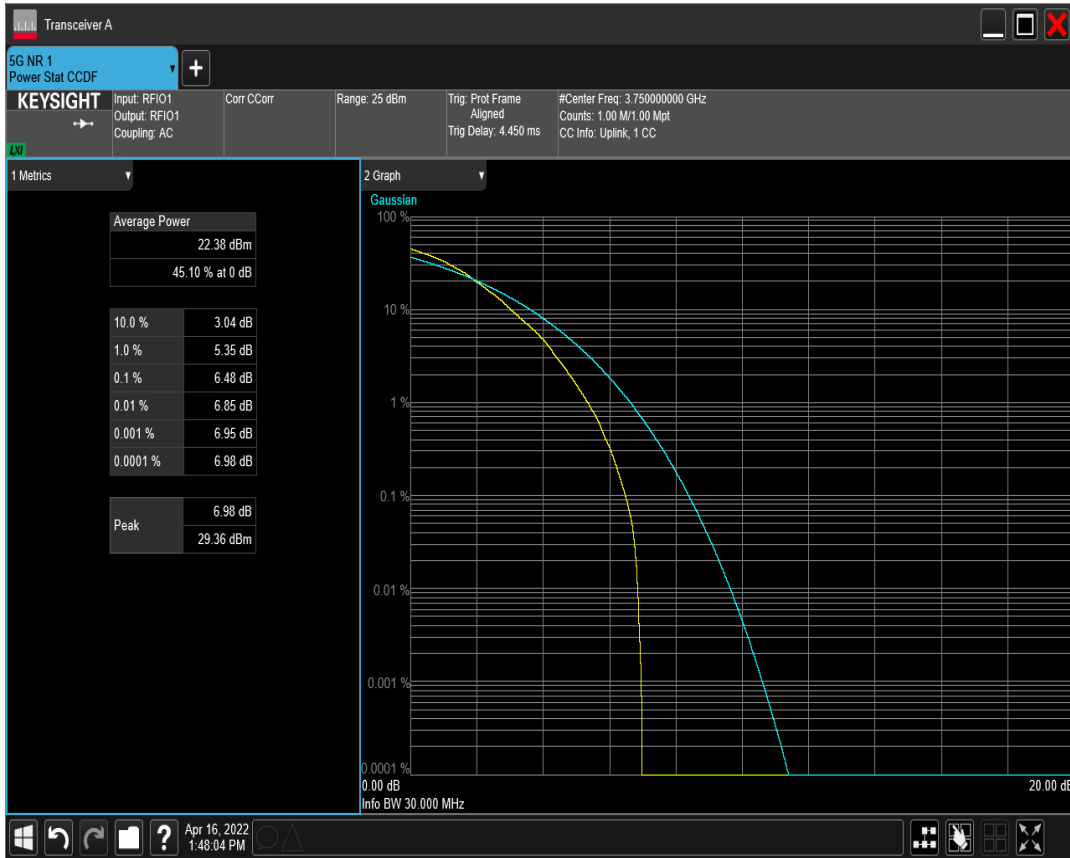 Transceiver A
5G NR 1
Power Stat CCDF
KEYSIGHT
LXI
Input: RFIO1
Output: RFIO1
Coupling: AC
Corr CCorr
Range: 25 dBm
Trig: Prot Frame
Aligned
Trig Delay: 4.450 ms
#Center Freq: 3.750000000 GHz
Counts: 1.00 M/1.00 Mpt
CC Info: Uplink, 1 CC
1 Metrics
Average Power
22.38 dBm
45.10 % at 0 dB
10.0 % 3.04 dB
1.0 % 5.35 dB
0.1 % 6.48 dB
0.01 % 6.85 dB
0.001 % 6.95 dB
0.0001 % 6.98 dB
Peak
6.98 dB
29.36 dBm
2 Graph
Gaussian
100 %
10 %
1 %
0.1 %
0.01 %
0.001 %
0.0001 %
0.00 dB 20.00 dB
Info BW 30.000 MHz
? Apr 16, 2022
1:48:04 PM